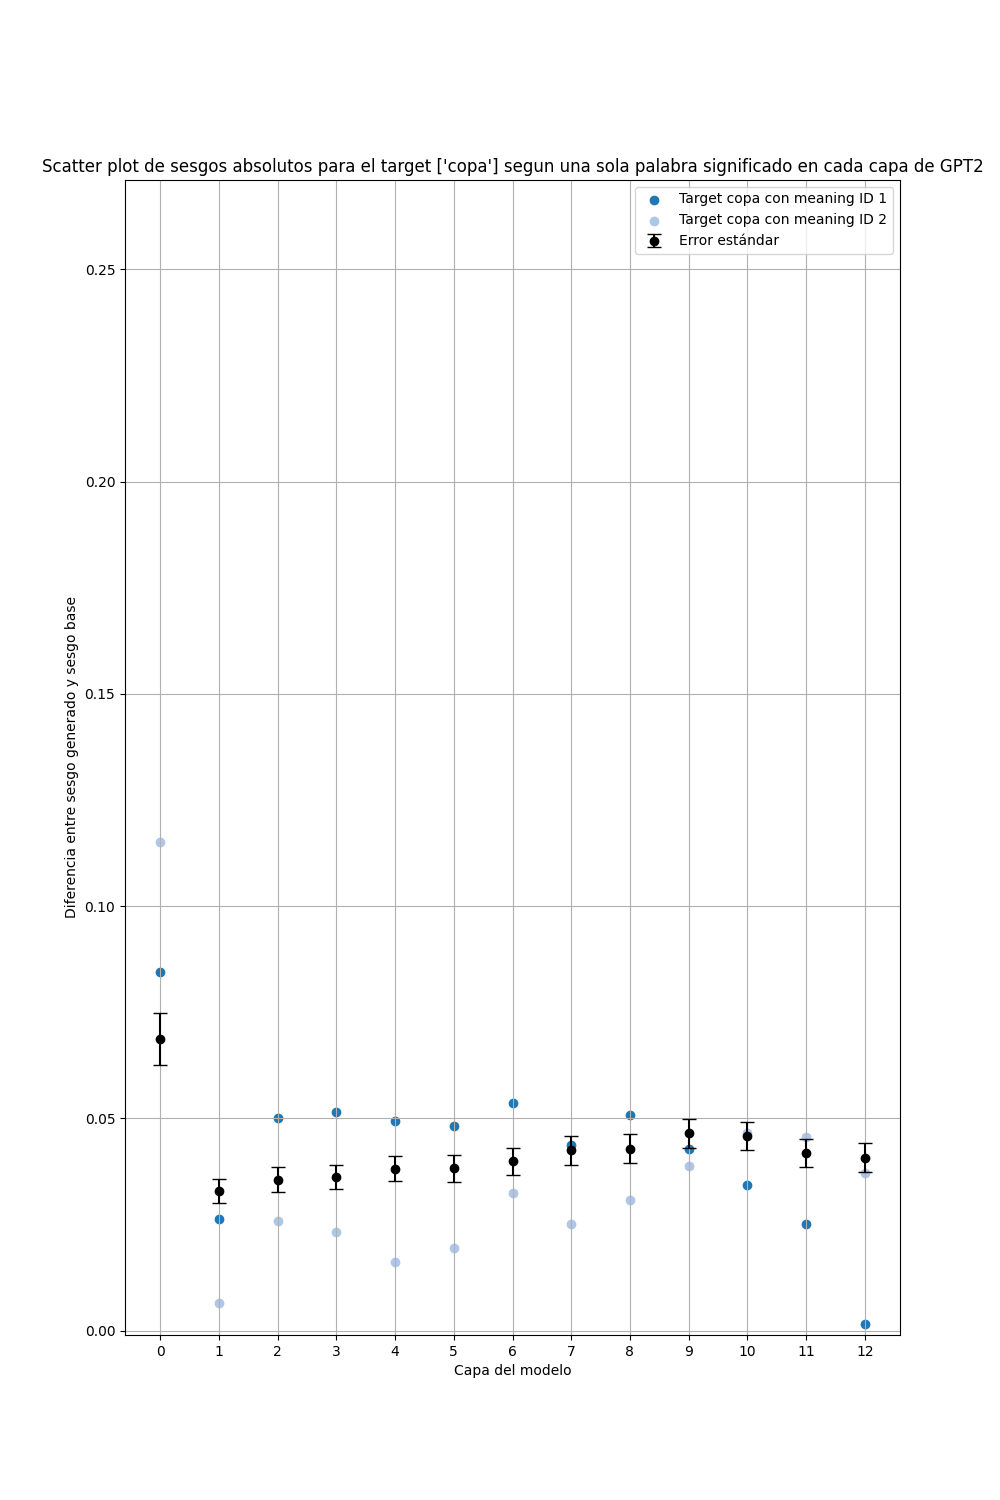 Scatter plot de sesgos absolutos para el target ['copa'] segun una sola palabra significado en cada capa de GPT2
Target copa con meaning ID 1
Target copa con meaning ID 2
Error estándar
Diferencia entre sesgo generado y sesgo base
0.25
0.20
0.15
0.10
0.05
0.00
0 1 2 3 4 5 6 7 8 9 10 11 12
Capa del modelo